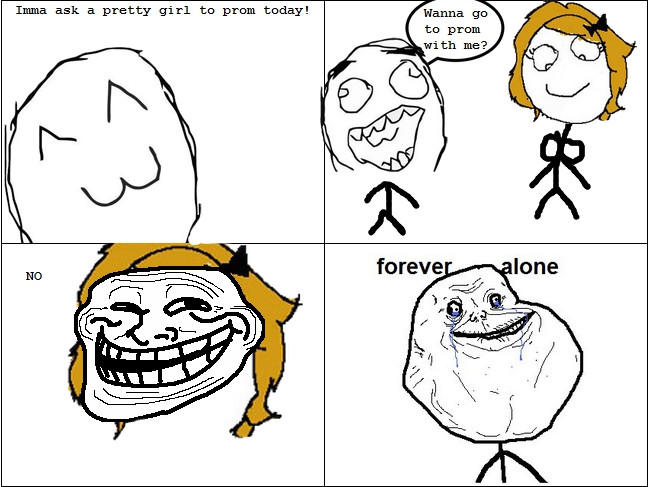 Imma ask a pretty girl to prom today!
Wanna go
to prom
with me?
NO
forever alone